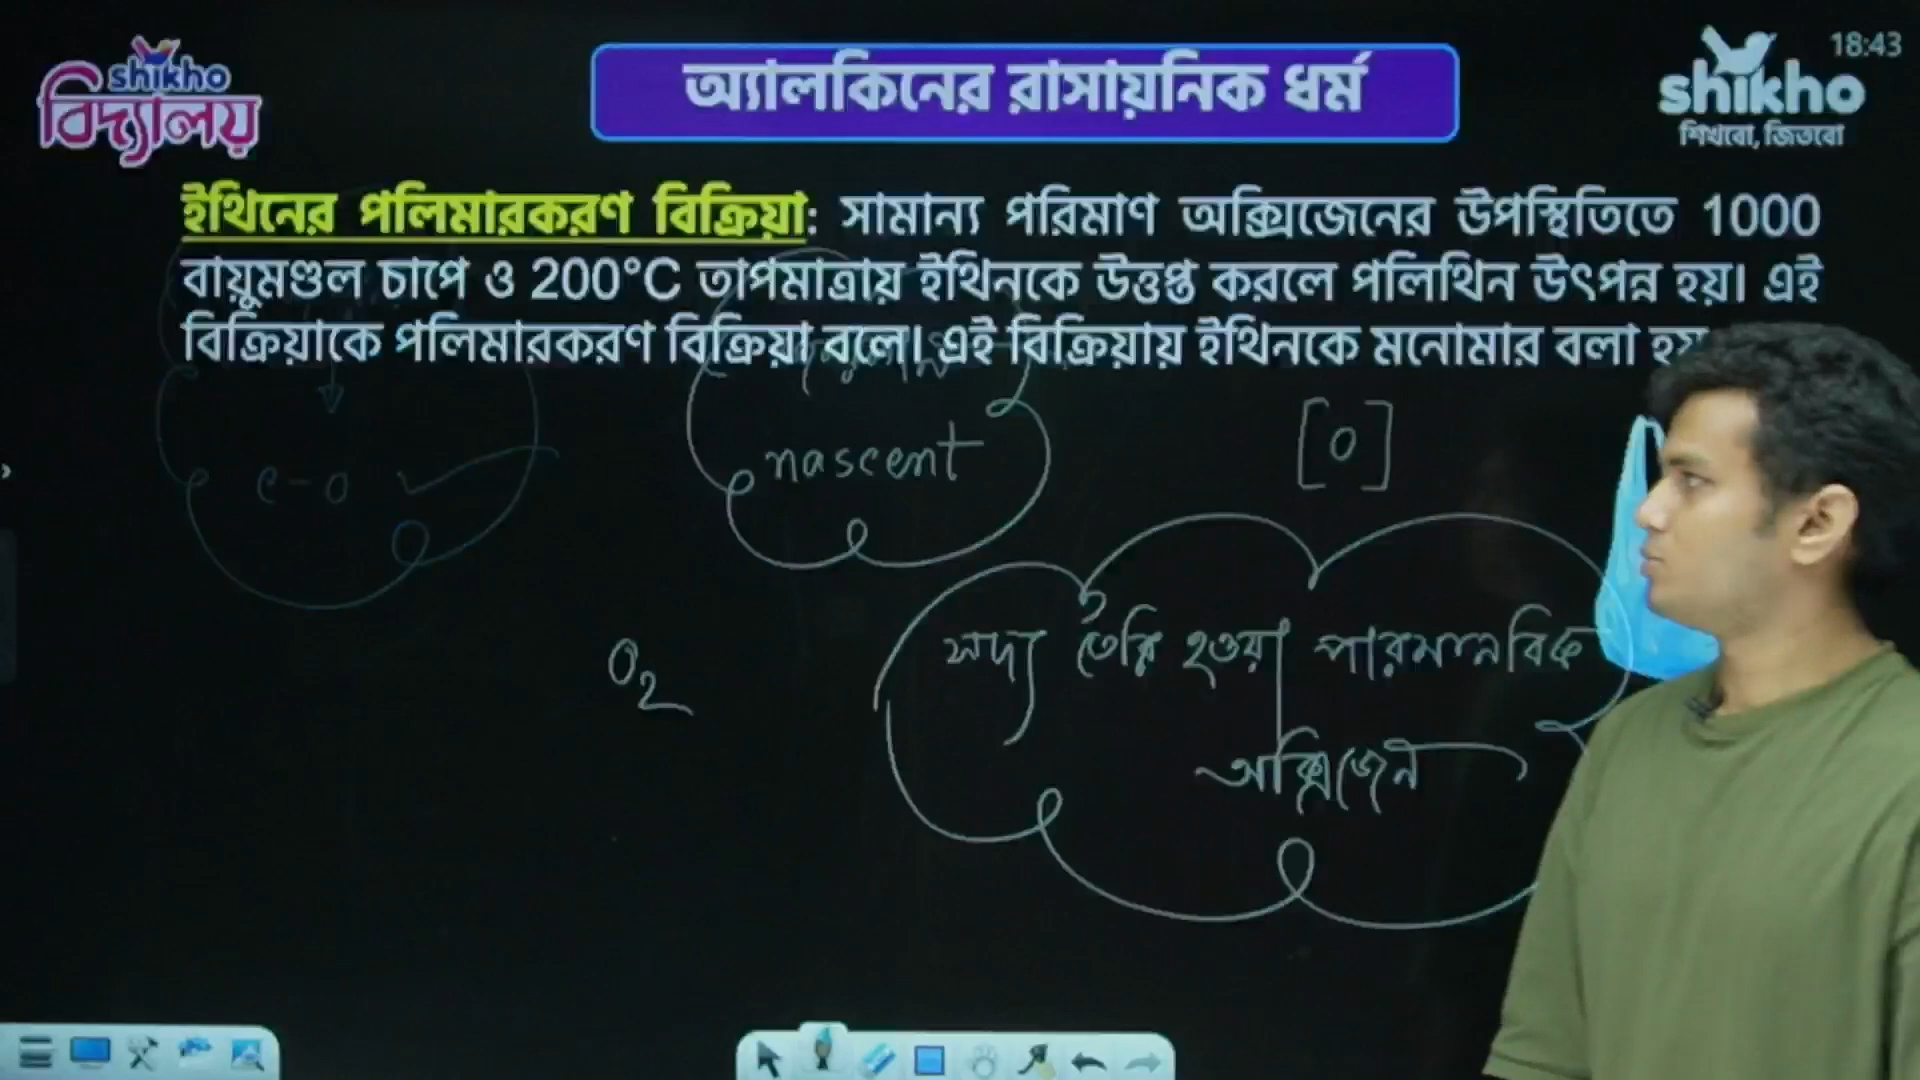 shikho
বিদ্যালয়
অ্যালকিনের রাসায়নিক ধর্ম
18:43
shikho
শিখবো, জিতবো
ইথিনের পলিমারকরণ বিক্রিয়া: সামান্য পরিমাণ অক্সিজেনের উপস্থিতিতে 1000
বায়ুমণ্ডল চাপে ও 200°C তাপমাত্রায় ইথিনকে উত্তপ্ত করলে পলিথিন উৎপন্ন হয়। এই
বিক্রিয়াকে পলিমারকরণ বিক্রিয়া বলে। এই বিক্রিয়ায় ইথিনকে মনোমার বলা
nascent
[0]
c-o
O2
সদ্য তৈরি হওয়া পারমানবিক
অক্সিজেন